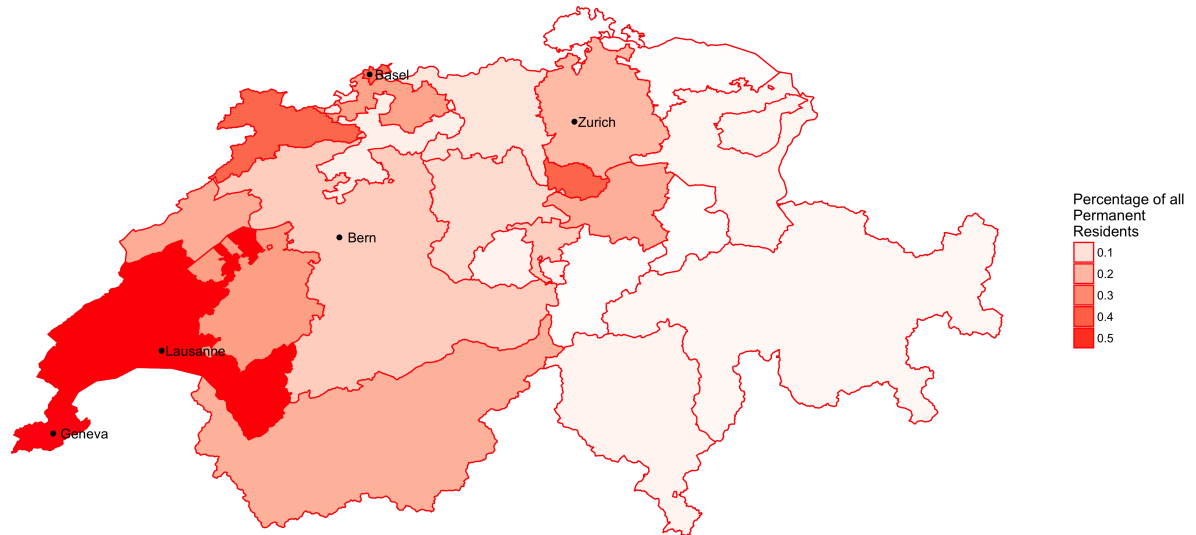 Basel
Zurich
Bern
Lausanne
Geneva
Percentage of all
Permanent
Residents
0.1
0.2
0.3
0.4
0.5